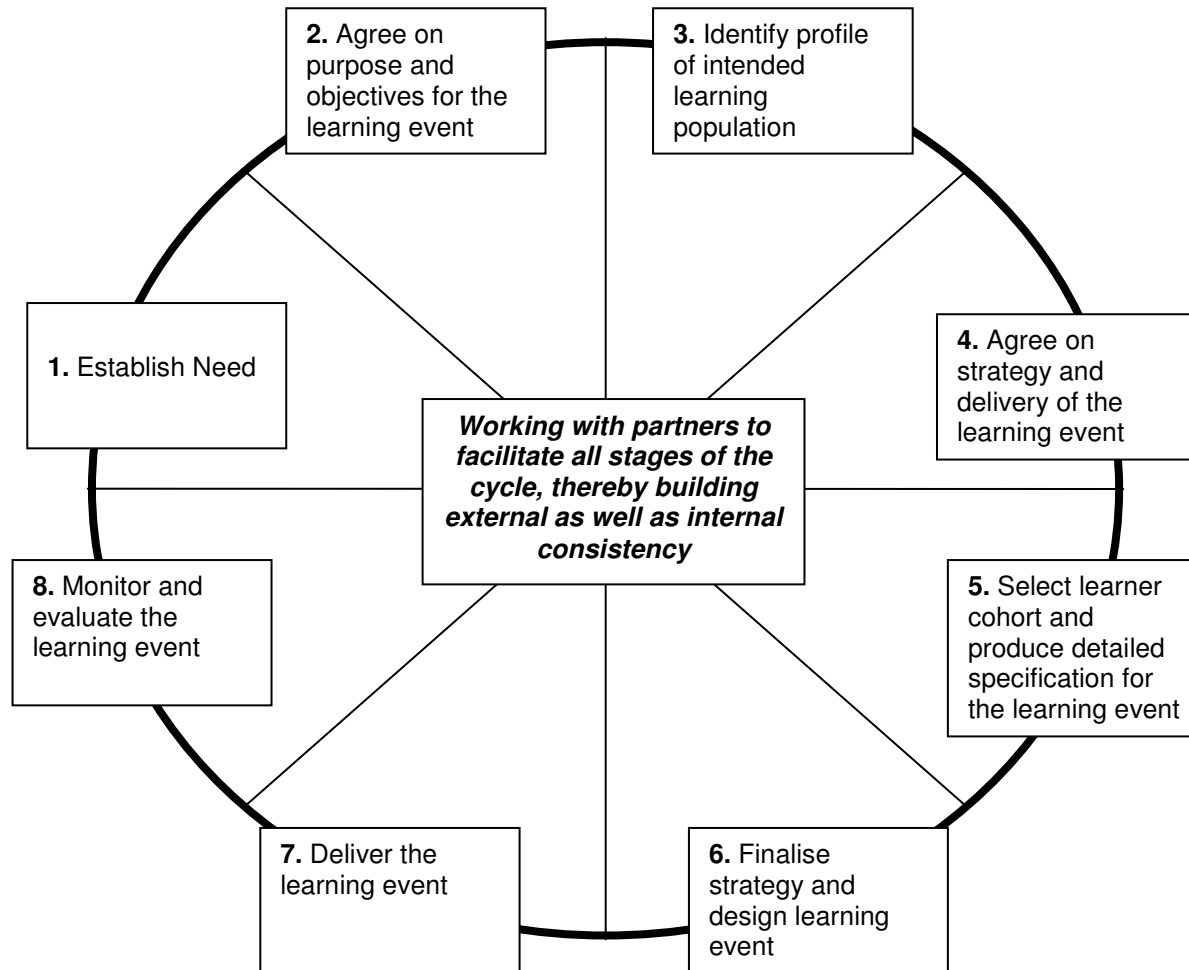 2. Agree on
purpose and
objectives for the
learning event
3. Identify profile
of intended
learning
population
1. Establish Need
4. Agree on
strategy and
delivery of the
learning event
Working with partners to
facilitate all stages of the
cycle, thereby building
external as well as internal
consistency
8. Monitor and
evaluate the
learning event
5. Select learner
cohort and
produce detailed
specification for
the learning event
7. Deliver the
learning event
6. Finalise
strategy and
design learning
event